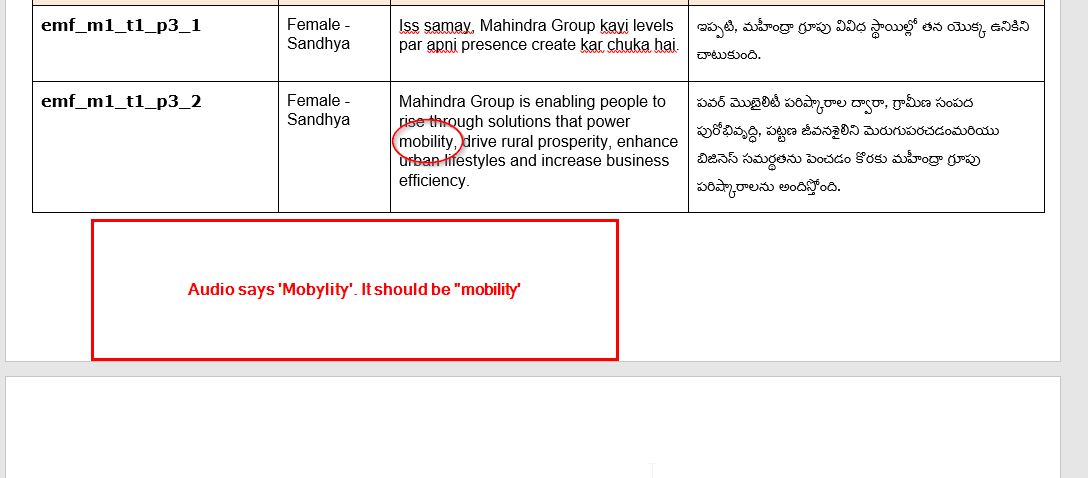 emf_m1_t1_p3_1
Female -
Sandhya
Iss samay, Mahindra Group kayi levels
par apni presence create kar chuka hai.
ఇప్పటి, మహీంద్రా గ్రూపు వివిధ స్థాయిల్లో తన యొక్క ఉనికిని
చాటుకుంది.
emf_m1_t1_p3_2
Female -
Sandhya
Mahindra Group is enabling people to
rise through solutions that power
mobility, drive rural prosperity, enhance
urban lifestyles and increase business
efficiency.
పవర్ మొబైలిటీ పరిష్కారాల ద్వారా, గ్రామీణ సంపద
పురోభివృద్ధి, పట్టణ జీవనశైలిని మెరుగుపరచడంమరియు
బిజినెస్ సమర్థతను పెంచడం కోరకు మహీంద్రా గ్రూపు
పరిష్కారాలను అందిస్తోంది.
Audio says 'Mobylity'. It should be "mobility'